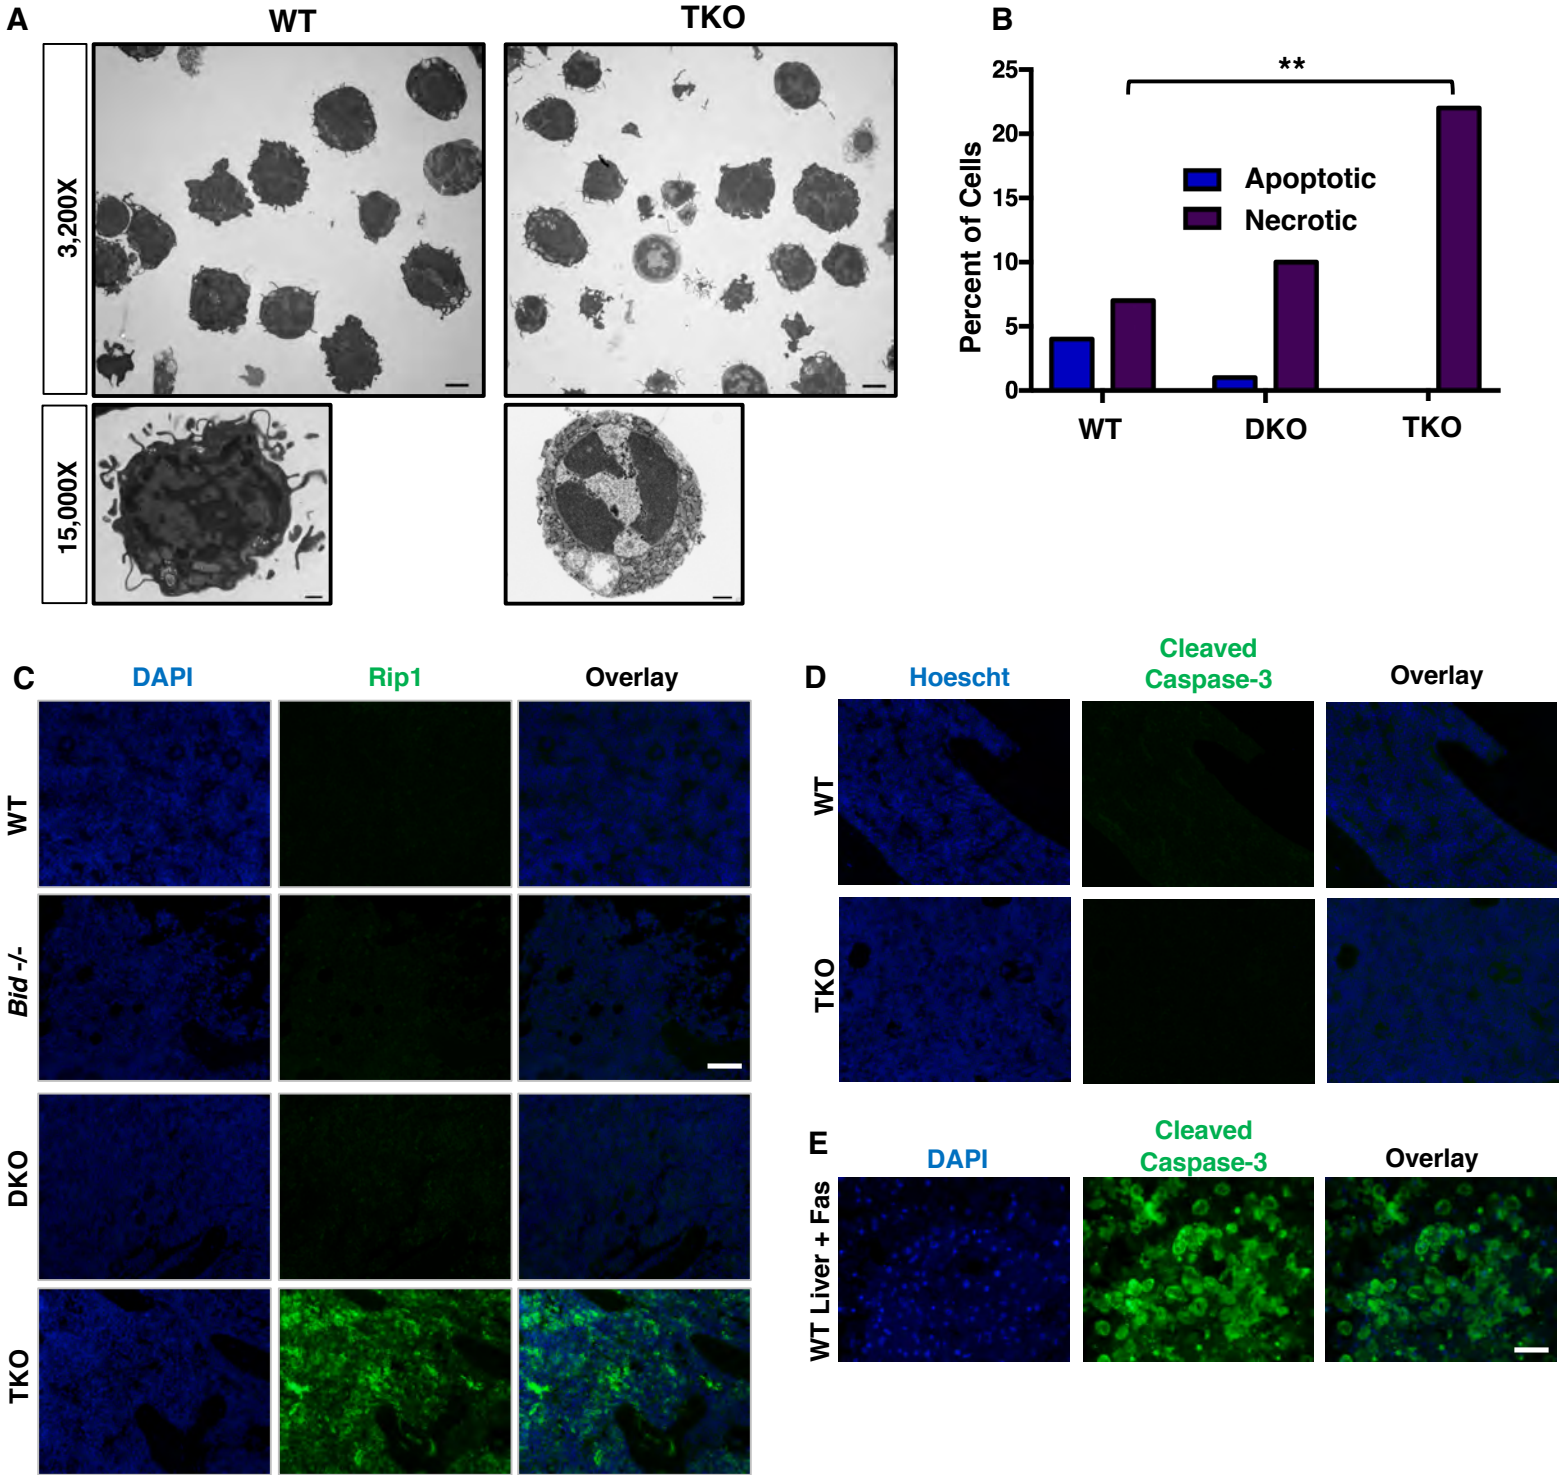 A
WT
TKO
3,200X
15,000X
B
25
20
15
10
5
0
Percent of Cells
**
Apoptotic
Necrotic
WT
DKO
TKO
C
DAPI
Rip1
Overlay
WT
Bid -/-
DKO
TKO
D
Hoescht
Cleaved
Caspase-3
Overlay
WT
TKO
E
DAPI
Cleaved
Caspase-3
Overlay
WT Liver + Fas